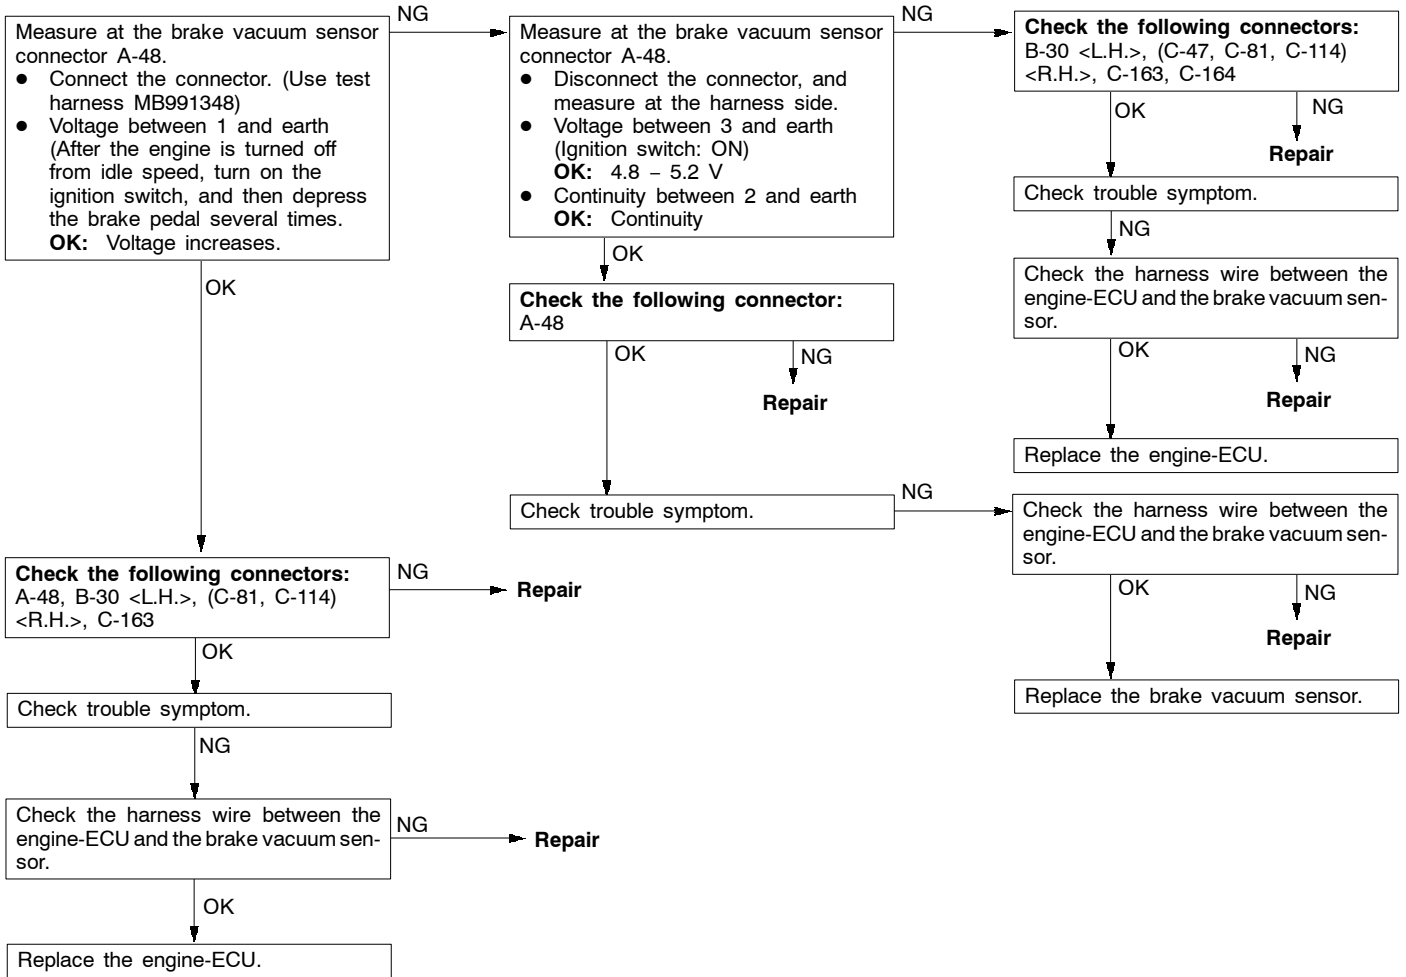 Measure at the brake vacuum sensor
connector A-48.
● Connect the connector. (Use test
harness MB991348)
● Voltage between 1 and earth
(After the engine is turned off
from idle speed, turn on the
ignition switch, and then depress
the brake pedal several times.
OK: Voltage increases.
NG
OK
Measure at the brake vacuum sensor
connector A-48.
● Disconnect the connector, and
measure at the harness side.
● Voltage between 3 and earth
(Ignition switch: ON)
OK: 4.8 – 5.2 V
● Continuity between 2 and earth
OK: Continuity
NG
OK
Check the following connectors:
B-30 <L.H.>, (C-47, C-81, C-114)
<R.H.>, C-163, C-164
OK
NG
Repair
Check trouble symptom.
NG
Check the harness wire between the
engine-ECU and the brake vacuum sen-
sor.
OK
NG
Repair
Replace the engine-ECU.
Check the following connector:
A-48
OK
NG
Repair
Check trouble symptom.
NG
Check the harness wire between the
engine-ECU and the brake vacuum sen-
sor.
OK
NG
Repair
Replace the brake vacuum sensor.
Check the following connectors:
A-48, B-30 <L.H.>, (C-81, C-114)
<R.H.>, C-163
NG
Repair
OK
Check trouble symptom.
NG
Check the harness wire between the
engine-ECU and the brake vacuum sen-
sor.
NG
Repair
OK
Replace the engine-ECU.